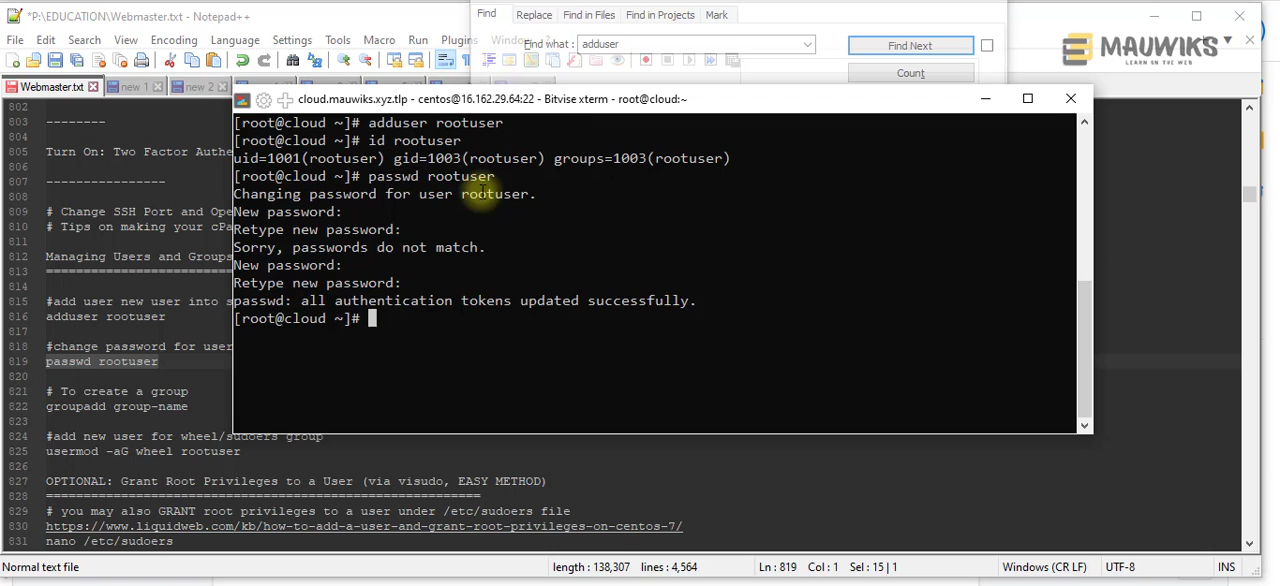 *P:\EDUCATION\Webmaster.txt - Notepad++
Find Replace Find in Files Find in Projects Mark
File Edit Search View Encoding Language Settings Tools Macro Run Plugins
Find what : adduser Find Next
Count
MAUWIKS
LEARN ON THE WEB
Webmaster.txt new 1 new 2
cloud.mauwiks.xyz.tlp - centos@16.162.29.64:22 - Bitvise xterm - root@cloud:~
[root@cloud ~]# adduser rootuser
[root@cloud ~]# id rootuser
uid=1001(rootuser) gid=1003(rootuser) groups=1003(rootuser)
[root@cloud ~]# passwd rootuser
Changing password for user rootuser.
New password:
Retype new password:
Sorry, passwords do not match.
New password:
Retype new password:
passwd: all authentication tokens updated successfully.
[root@cloud ~]#
802
803 --------
804
805 Turn On: Two Factor Authe
806
807 ----------------
808
809 # Change SSH Port and Ope
810 # Tips on making your cPa
811
812 Managing Users and Groups
813 =========================
814
815 #add user new user into s
816 adduser rootuser
817
818 #change password for user
819 passwd rootuser
820
821 # To create a group
822 groupadd group-name
823
824 #add new user for wheel/sudoers group
825 usermod -aG wheel rootuser
826
827 OPTIONAL: Grant Root Privileges to a User (via visudo, EASY METHOD)
828 ====================================================
829 # you may also GRANT root privileges to a user under /etc/sudoers file
830 https://www.liquidweb.com/kb/how-to-add-a-user-and-grant-root-privileges-on-centos-7/
831 nano /etc/sudoers
Normal text file length : 138,307 lines : 4,564 Ln : 819 Col : 1 Sel : 15 | 1 Windows (CR LF) UTF-8 INS